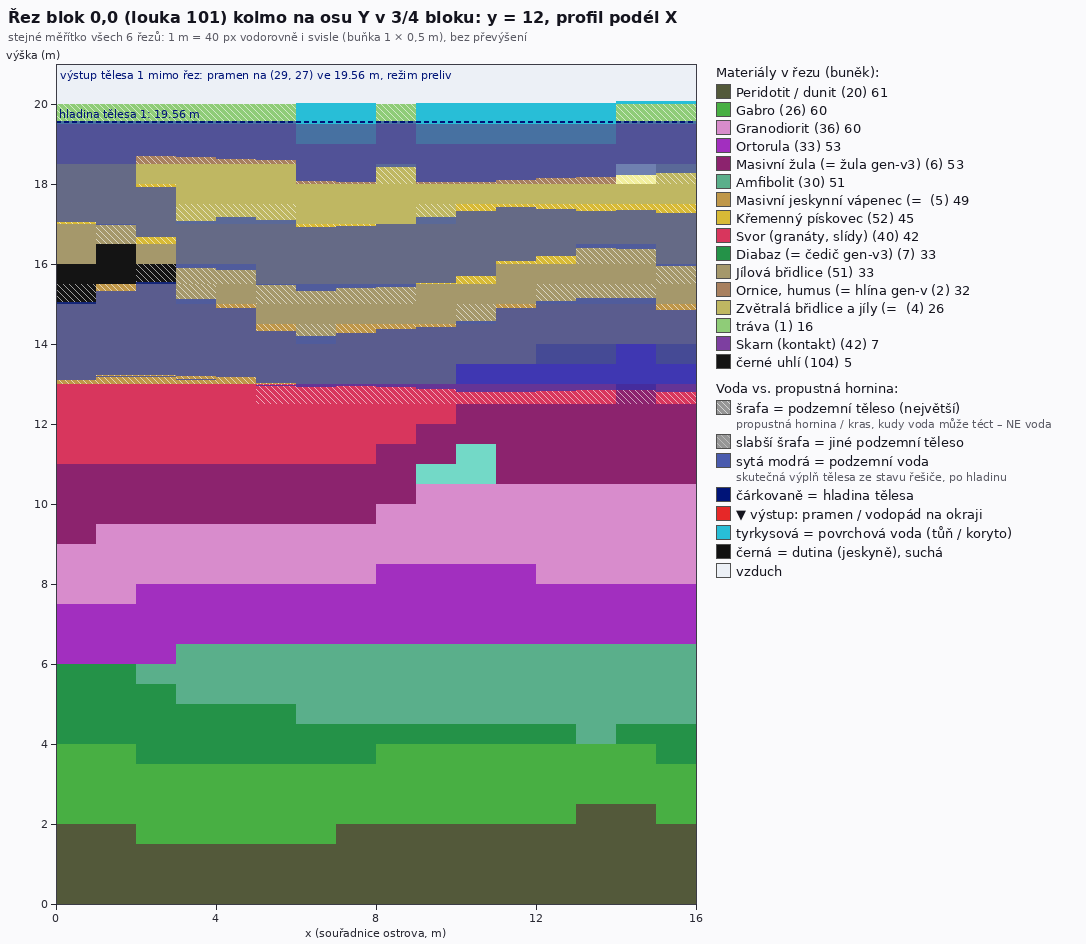 Řez blok 0,0 (louka 101) kolmo na osu Y v 3/4 bloku: y = 12, profil podél X
stejné měřítko všech 6 řezů: 1 m = 40 px vodorovně i svisle (buňka 1 × 0,5 m), bez převýšení
výška (m)
výstup tělesa 1 mimo řez: pramen na (29, 27) ve 19.56 m, režim preliv
hladina tělesa 1: 19.56 m
20
18
16
14
12
10
8
6
4
2
0
0
4
8
12
16
x (souřadnice ostrova, m)
Materiály v řezu (buněk):
Peridotit / dunit (20) 61
Gabro (26) 60
Granodiorit (36) 60
Ortorula (33) 53
Masivní žula (= žula gen-v3) (6) 53
Amfibolit (30) 51
Masivní jeskynní vápenec (=  (5) 49
Křemenný pískovec (52) 45
Svor (granáty, slídy) (40) 42
Diabaz (= čedič gen-v3) (7) 33
Jílová břidlice (51) 33
Ornice, humus (= hlína gen-v (2) 32
Zvětralá břidlice a jíly (=  (4) 26
tráva (1) 16
Skarn (kontakt) (42) 7
černé uhlí (104) 5
Voda vs. propustná hornina:
šrafa = podzemní těleso (největší)
propustná hornina / kras, kudy voda může téct – NE voda
slabší šrafa = jiné podzemní těleso
sytá modrá = podzemní voda
skutečná výplň tělesa ze stavu řešiče, po hladinu
čárkovaně = hladina tělesa
▼ výstup: pramen / vodopád na okraji
tyrkysová = povrchová voda (tůň / koryto)
černá = dutina (jeskyně), suchá
vzduch